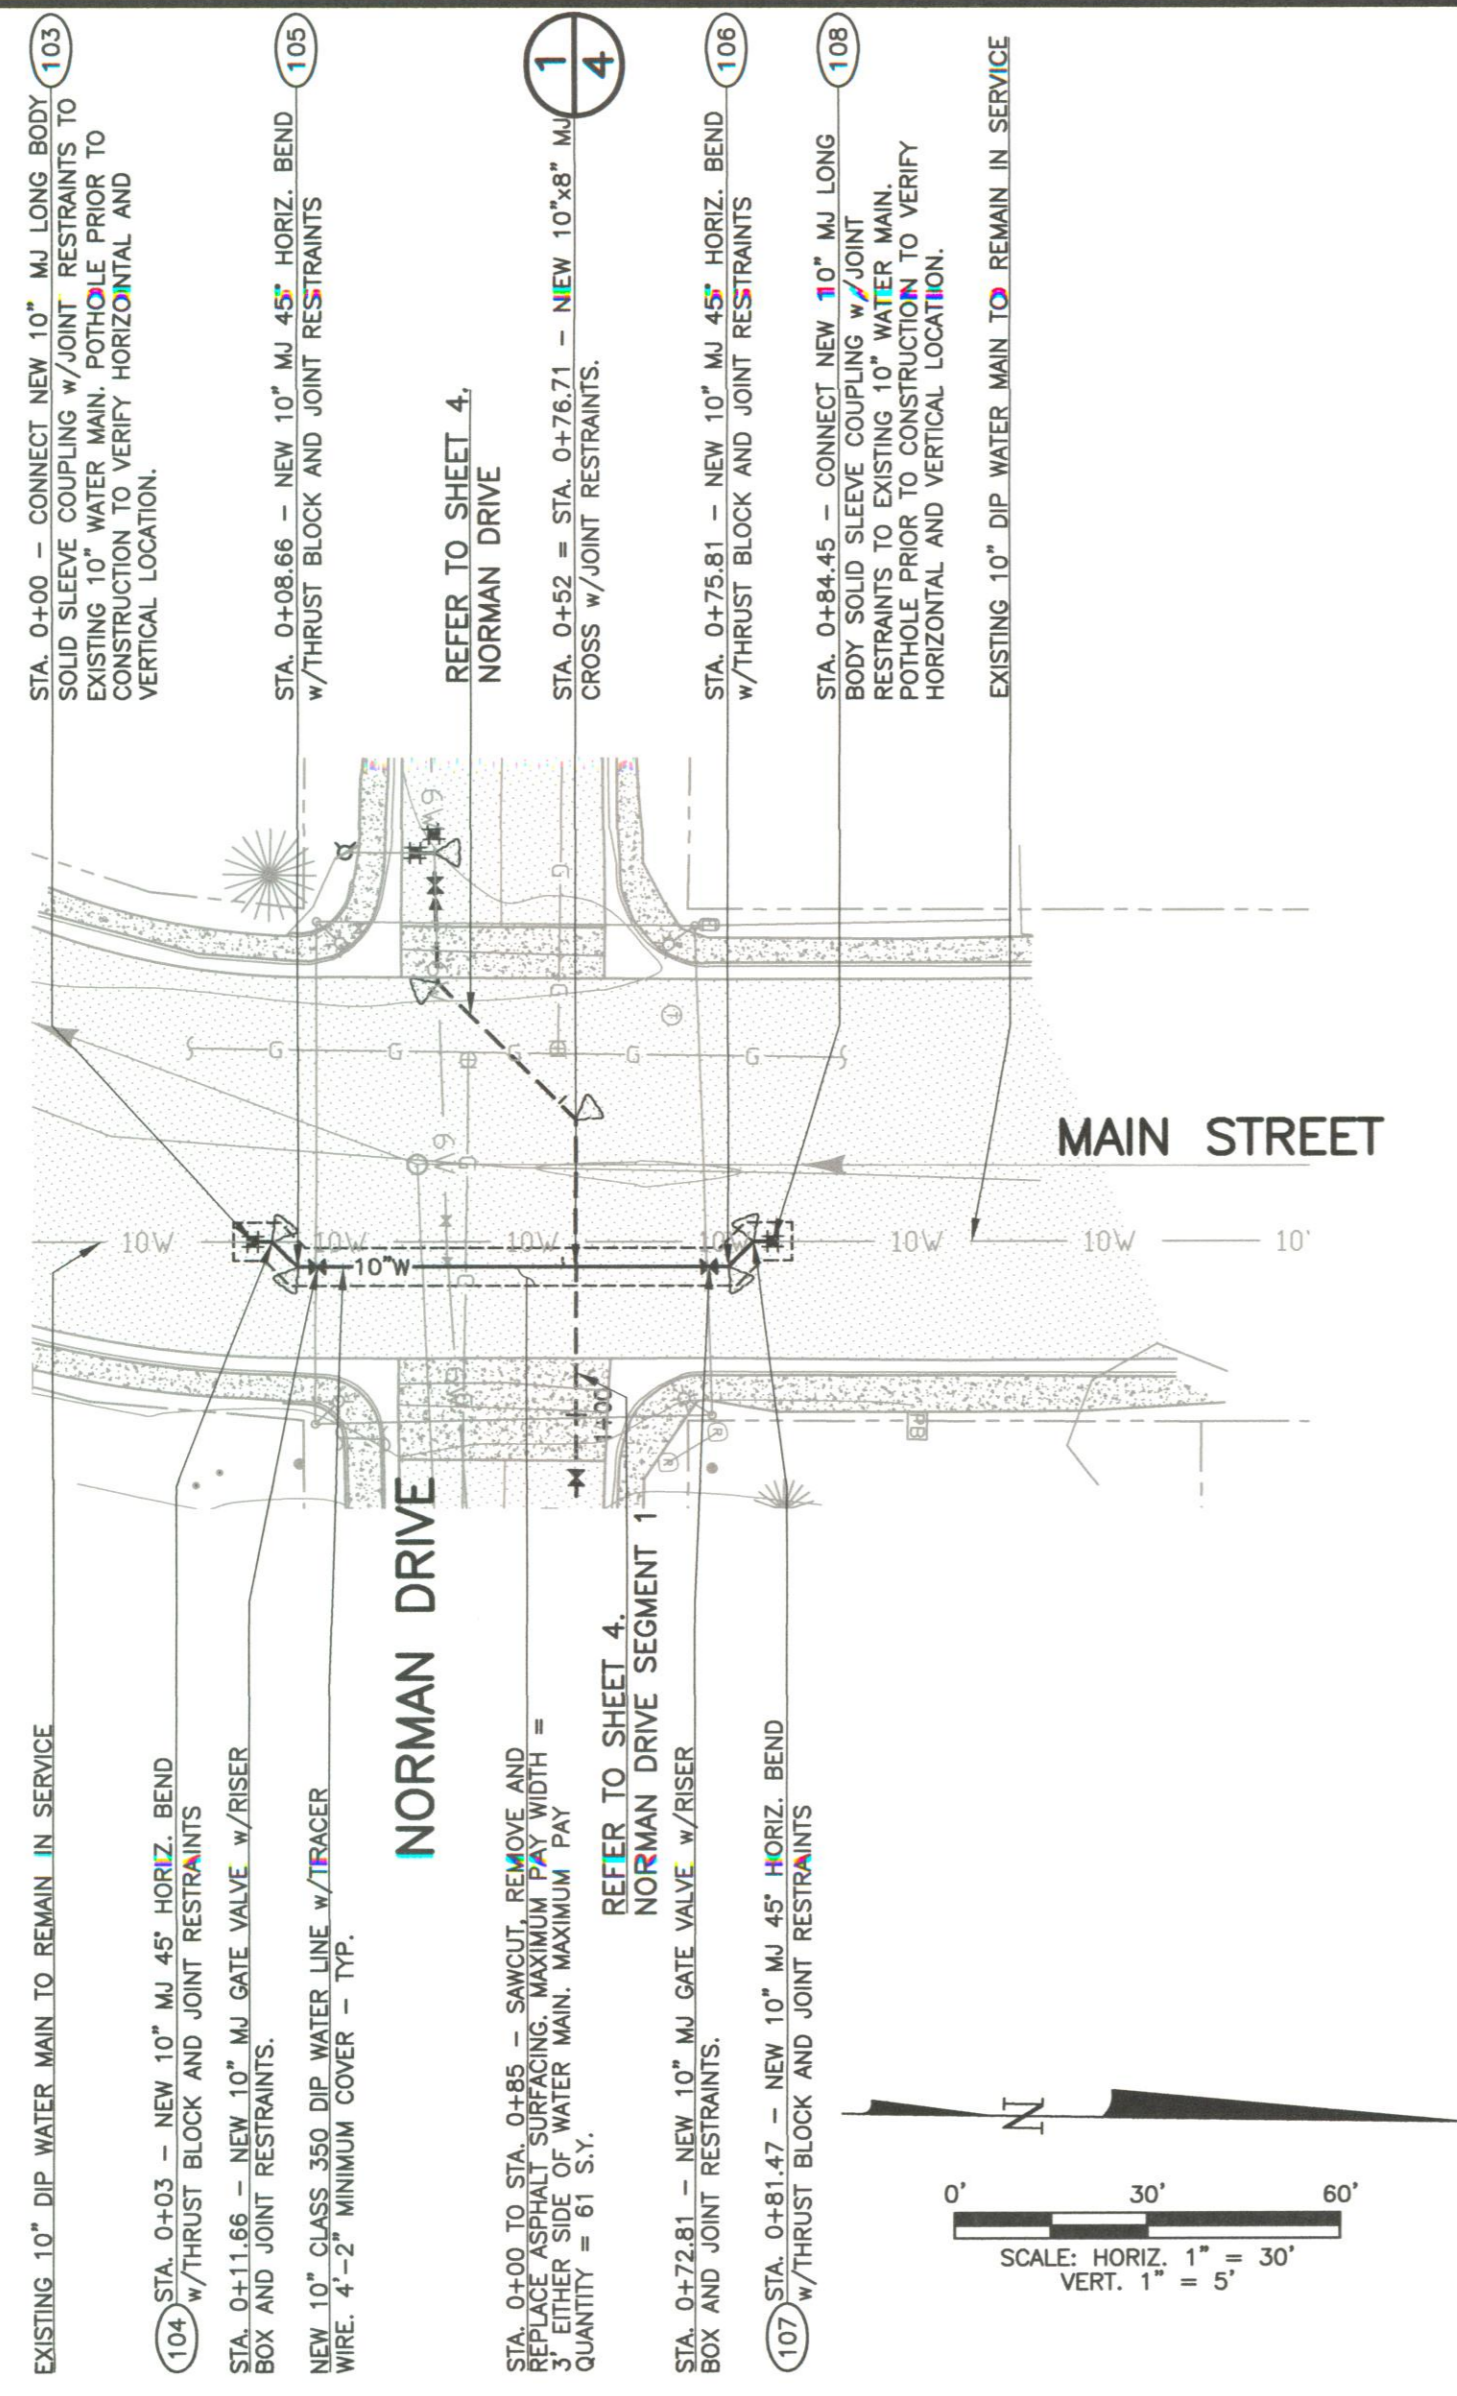 STA. 0+00 – CONNECT NEW 10" MJ LONG BODY
SOLID SLEEVE COUPLING w/JOINT RESTRAINTS TO
EXISTING 10" WATER MAIN. POTHOLE PRIOR TO
CONSTRUCTION TO VERIFY HORIZONTAL AND
VERTICAL LOCATION.
103
STA. 0+08.66 – NEW 10" MJ 45° HORIZ. BEND
w/THRUST BLOCK AND JOINT RESTRAINTS
105
REFER TO SHEET 4.
NORMAN DRIVE
STA. 0+52 = STA. 0+76.71 – NEW 10"x8" MJ
CROSS w/JOINT RESTRAINTS.
1
4
STA. 0+75.81 – NEW 10" MJ 45° HORIZ. BEND
w/THRUST BLOCK AND JOINT RESTRAINTS
106
STA. 0+84.45 – CONNECT NEW 10" MJ LONG
BODY SOLID SLEEVE COUPLING w/JOINT
RESTRAINTS TO EXISTING 10" WATER MAIN.
POTHOLE PRIOR TO CONSTRUCTION TO VERIFY
HORIZONTAL AND VERTICAL LOCATION.
108
EXISTING 10" DIP WATER MAIN TO REMAIN IN SERVICE
6W
G
G
G
G
G
G
G
T
6W
G
MAIN STREET
10W
10W
10W
10W
10W
10W
10'
10"W
G
1+00
R
R
PB
EXISTING 10" DIP WATER MAIN TO REMAIN IN SERVICE
104
STA. 0+03 – NEW 10" MJ 45° HORIZ. BEND
w/THRUST BLOCK AND JOINT RESTRAINTS
STA. 0+11.66 – NEW 10" MJ GATE VALVE w/RISER
BOX AND JOINT RESTRAINTS.
NEW 10" CLASS 350 DIP WATER LINE w/TRACER
WIRE. 4'-2" MINIMUM COVER – TYP.
NORMAN DRIVE
STA. 0+00 TO STA. 0+85 – SAWCUT, REMOVE AND
REPLACE ASPHALT SURFACING. MAXIMUM PAY WIDTH =
3' EITHER SIDE OF WATER MAIN. MAXIMUM PAY
QUANTITY = 61 S.Y.
REFER TO SHEET 4.
NORMAN DRIVE SEGMENT 1
STA. 0+72.81 – NEW 10" MJ GATE VALVE w/RISER
BOX AND JOINT RESTRAINTS.
107
STA. 0+81.47 – NEW 10" MJ 45° HORIZ. BEND
w/THRUST BLOCK AND JOINT RESTRAINTS
N
0' 30' 60'
SCALE: HORIZ. 1" = 30'
VERT. 1" = 5'